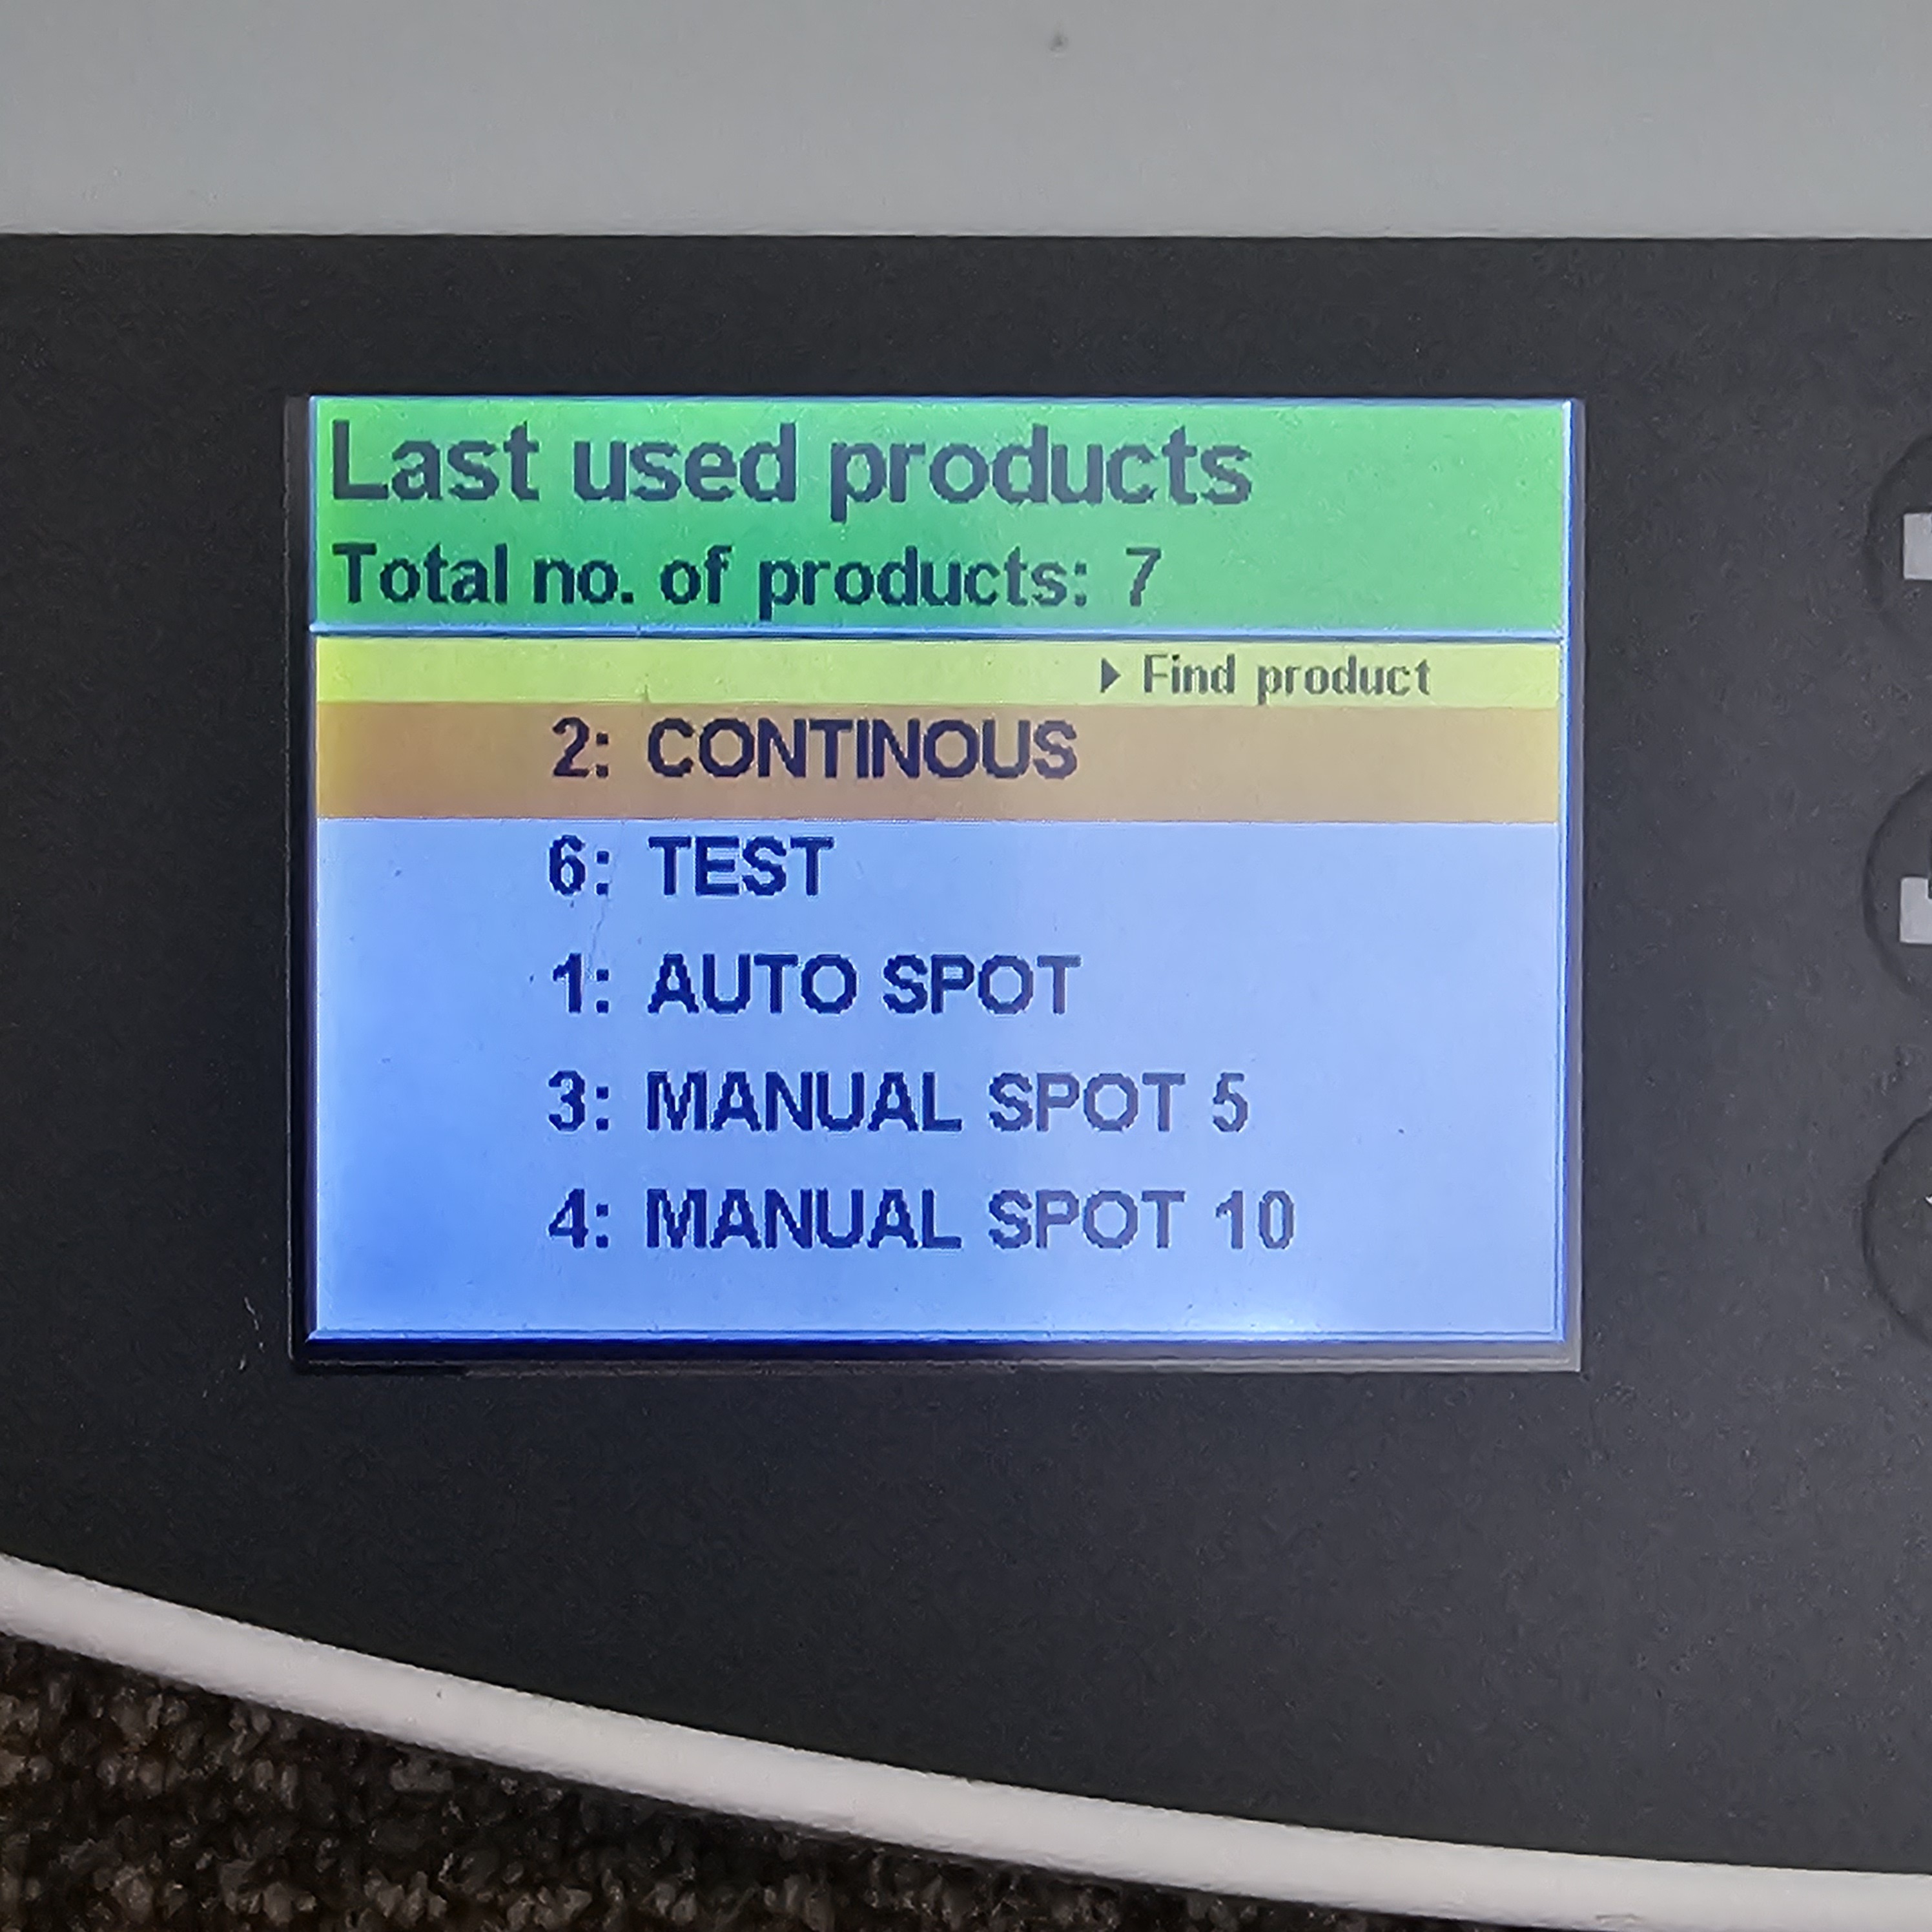 Last used products
Total no. of products: 7
Find product
2: CONTINOUS
6: TEST
1: AUTO SPOT
3: MANUAL SPOT 5
4: MANUAL SPOT 10